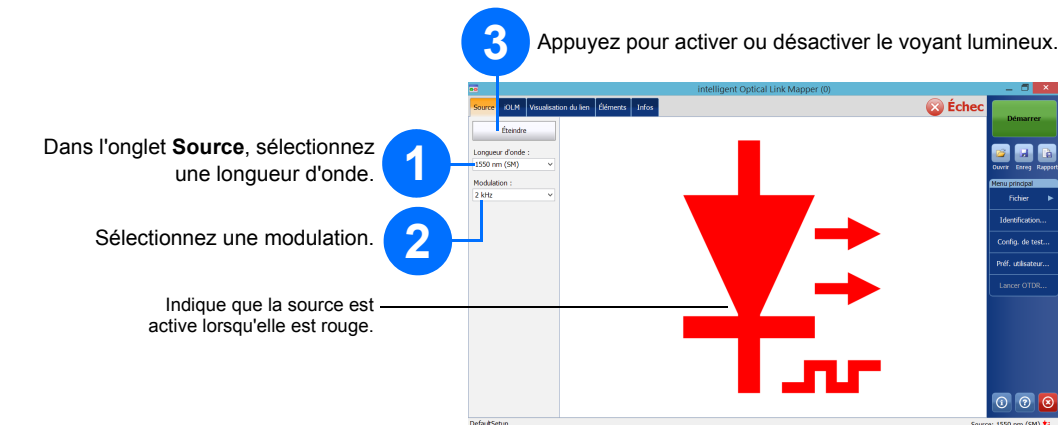 3
Appuyez pour activer ou désactiver le voyant lumineux.
intelligent Optical Link Mapper (0)
Source iOLM Visualisation du lien Éléments Infos
Échec
Démarrer
Éteindre
Dans l'onglet Source, sélectionnez
une longueur d'onde.
1
Longueur d'onde :
1550 nm (SM)
Ouvrir Enreg Rapport
Modulation :
2 kHz
Menu principal
Fichier
Sélectionnez une modulation.
2
Identification...
Config. de test...
Préf. utilisateur...
Lancer OTDR...
Indique que la source est
active lorsqu'elle est rouge.
DefaultSetup
Source: 1550 nm (SM)